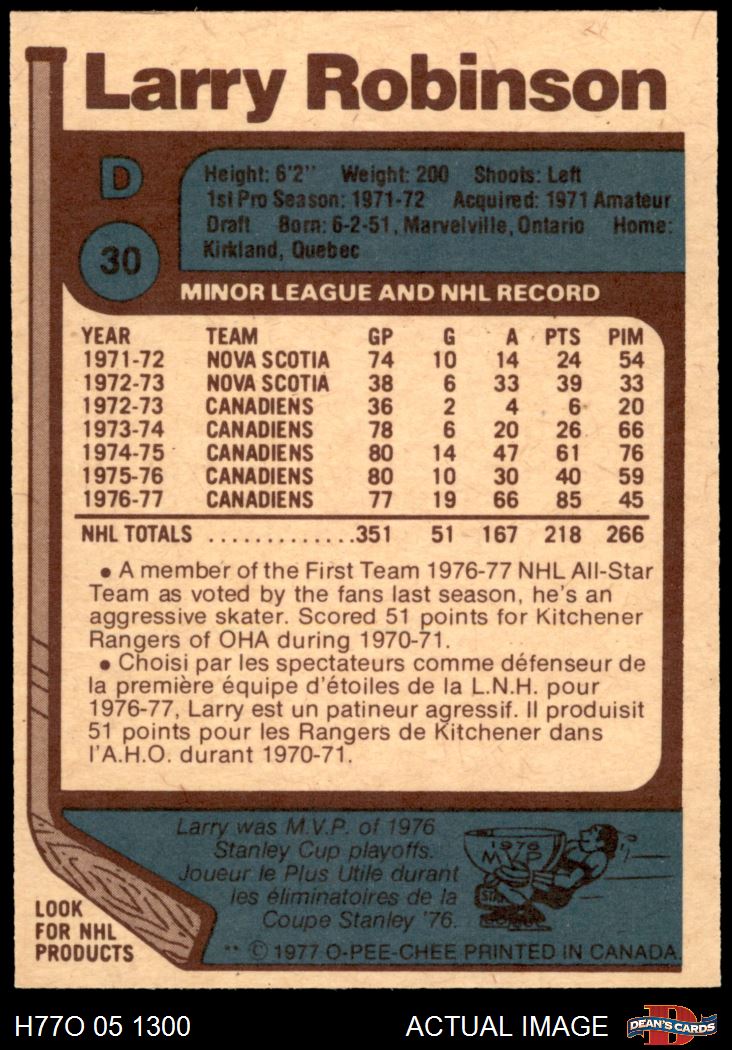 Larry Robinson
D
30
Height: 6'2" Weight: 200 Shoots: Left
1st Pro Season: 1971-72 Acquired: 1971 Amateur
Draft Born: 6-2-51, Marvelville, Ontario Home:
Kirkland, Quebec
MINOR LEAGUE AND NHL RECORD
YEAR TEAM GP G A PTS PIM
1971-72 NOVA SCOTIA 74 10 14 24 54
1972-73 NOVA SCOTIA 38 6 33 39 33
1972-73 CANADIENS 36 2 4 6 20
1973-74 CANADIENS 78 6 20 26 66
1974-75 CANADIENS 80 14 47 61 76
1975-76 CANADIENS 80 10 30 40 59
1976-77 CANADIENS 77 19 66 85 45
NHL TOTALS .............351 51 167 218 266
• A member of the First Team 1976-77 NHL All-Star
Team as voted by the fans last season, he's an
aggressive skater. Scored 51 points for Kitchener
Rangers of OHA during 1970-71.
• Choisi par les spectateurs comme défenseur de
la première équipe d'étoiles de la L.N.H. pour
1976-77, Larry est un patineur agressif. Il produisit
51 points pour les Rangers de Kitchener dans
l'A.H.O. durant 1970-71.
Larry was M.V.P. of 1976
Stanley Cup playoffs.
Joueur le Plus Utile durant
les éliminatoires de la
Coupe Stanley '76.
1976
MVP
LOOK
FOR NHL
PRODUCTS
** © 1977 O-PEE-CHEE PRINTED IN CANADA
H77O 05 1300 ACTUAL IMAGE
D
DEAN'S CARDS